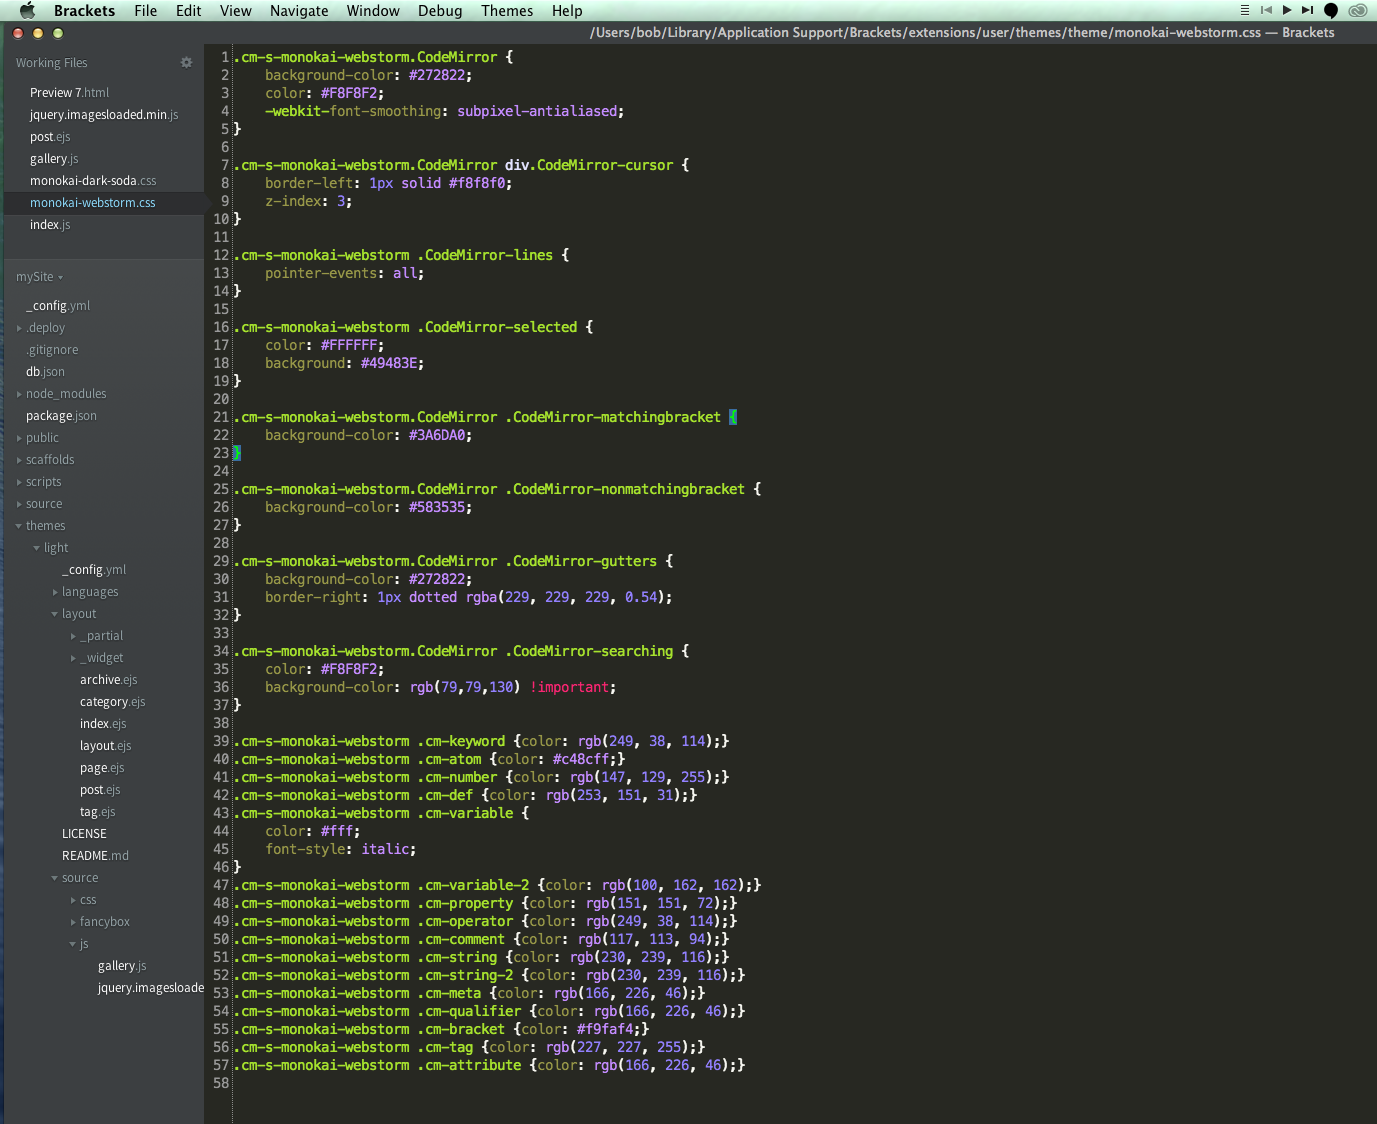 Brackets File Edit View Navigate Window Debug Themes Help
/Users/bob/Library/Application Support/Brackets/extensions/user/themes/theme/monokai-webstorm.css — Brackets
Working Files
Preview 7.html
jquery.imagesloaded.min.js
post.ejs
gallery.js
monokai-dark-soda.css
monokai-webstorm.css
index.js
mySite
_config.yml
.deploy
.gitignore
db.json
node_modules
package.json
public
scaffolds
scripts
source
themes
light
_config.yml
languages
layout
_partial
_widget
archive.ejs
category.ejs
index.ejs
layout.ejs
page.ejs
post.ejs
tag.ejs
LICENSE
README.md
source
css
fancybox
js
gallery.js
jquery.imagesloade
1 .cm-s-monokai-webstorm.CodeMirror {
2 background-color: #272822;
3 color: #F8F8F2;
4 -webkit-font-smoothing: subpixel-antialiased;
5 }
6
7 .cm-s-monokai-webstorm.CodeMirror div.CodeMirror-cursor {
8 border-left: 1px solid #f8f8f0;
9 z-index: 3;
10 }
11
12 .cm-s-monokai-webstorm .CodeMirror-lines {
13 pointer-events: all;
14 }
15
16 .cm-s-monokai-webstorm .CodeMirror-selected {
17 color: #FFFFFF;
18 background: #49483E;
19 }
20
21 .cm-s-monokai-webstorm.CodeMirror .CodeMirror-matchingbracket {
22 background-color: #3A6DA0;
23 }
24
25 .cm-s-monokai-webstorm.CodeMirror .CodeMirror-nonmatchingbracket {
26 background-color: #583535;
27 }
28
29 .cm-s-monokai-webstorm.CodeMirror .CodeMirror-gutters {
30 background-color: #272822;
31 border-right: 1px dotted rgba(229, 229, 229, 0.54);
32 }
33
34 .cm-s-monokai-webstorm.CodeMirror .CodeMirror-searching {
35 color: #F8F8F2;
36 background-color: rgb(79,79,130) !important;
37 }
38
39 .cm-s-monokai-webstorm .cm-keyword {color: rgb(249, 38, 114);}
40 .cm-s-monokai-webstorm .cm-atom {color: #c48cff;}
41 .cm-s-monokai-webstorm .cm-number {color: rgb(147, 129, 255);}
42 .cm-s-monokai-webstorm .cm-def {color: rgb(253, 151, 31);}
43 .cm-s-monokai-webstorm .cm-variable {
44 color: #fff;
45 font-style: italic;
46 }
47 .cm-s-monokai-webstorm .cm-variable-2 {color: rgb(100, 162, 162);}
48 .cm-s-monokai-webstorm .cm-property {color: rgb(151, 151, 72);}
49 .cm-s-monokai-webstorm .cm-operator {color: rgb(249, 38, 114);}
50 .cm-s-monokai-webstorm .cm-comment {color: rgb(117, 113, 94);}
51 .cm-s-monokai-webstorm .cm-string {color: rgb(230, 239, 116);}
52 .cm-s-monokai-webstorm .cm-string-2 {color: rgb(230, 239, 116);}
53 .cm-s-monokai-webstorm .cm-meta {color: rgb(166, 226, 46);}
54 .cm-s-monokai-webstorm .cm-qualifier {color: rgb(166, 226, 46);}
55 .cm-s-monokai-webstorm .cm-bracket {color: #f9faf4;}
56 .cm-s-monokai-webstorm .cm-tag {color: rgb(227, 227, 255);}
57 .cm-s-monokai-webstorm .cm-attribute {color: rgb(166, 226, 46);}
58